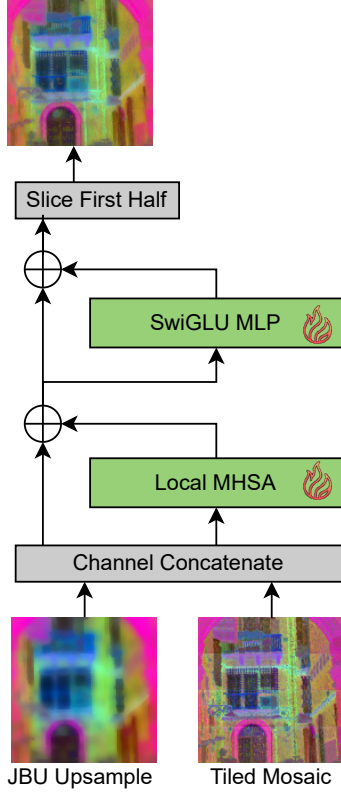 Slice First Half
SwiGLU MLP
Local MHSA
Channel Concatenate
JBU Upsample
Tiled Mosaic